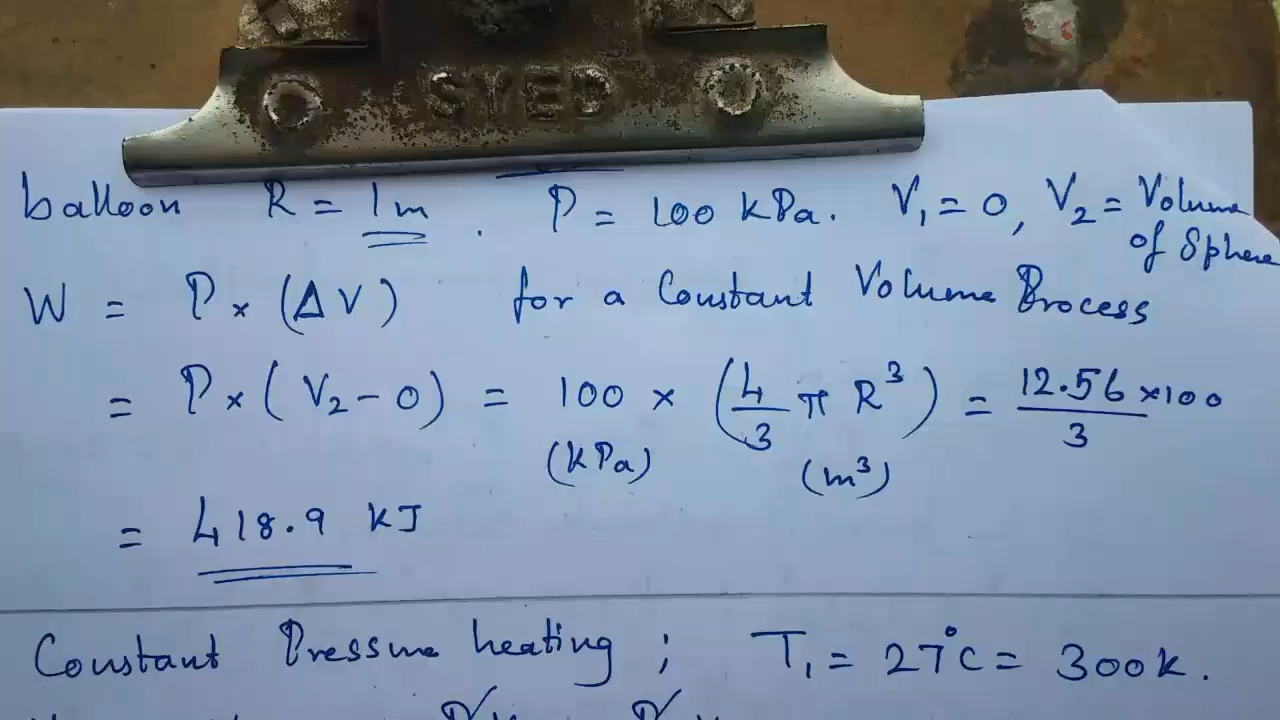 SYED
balloon R = 1m. P = 100 kPa. V₁ = 0, V₂ = Volume of Sphere
W = P × (ΔV) for a Constant Volume Process
= P × (V₂ - 0) = 100 (kPa) × (4/3 π R³) (m³) = 12.56 × 100 / 3
= 418.9 KJ
Constant Pressure heating ; T₁ = 27°C = 300K.